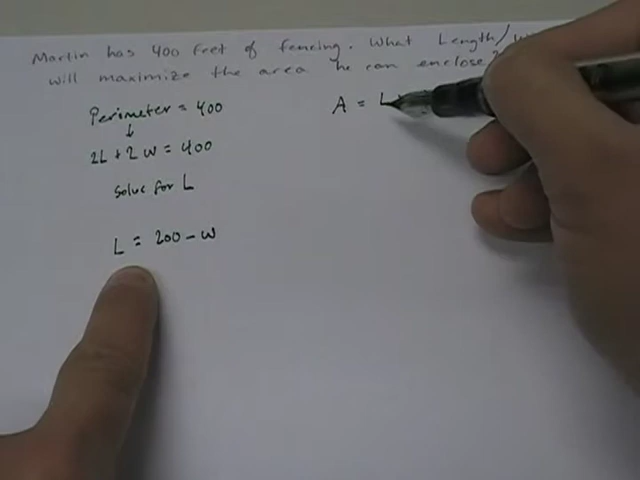 Martin has 400 feet of fencing. What Length/
will maximize the area he can enclose?
Perimeter = 400
↓
2L + 2W = 400
Solve for L
L = 200 - W
A = L